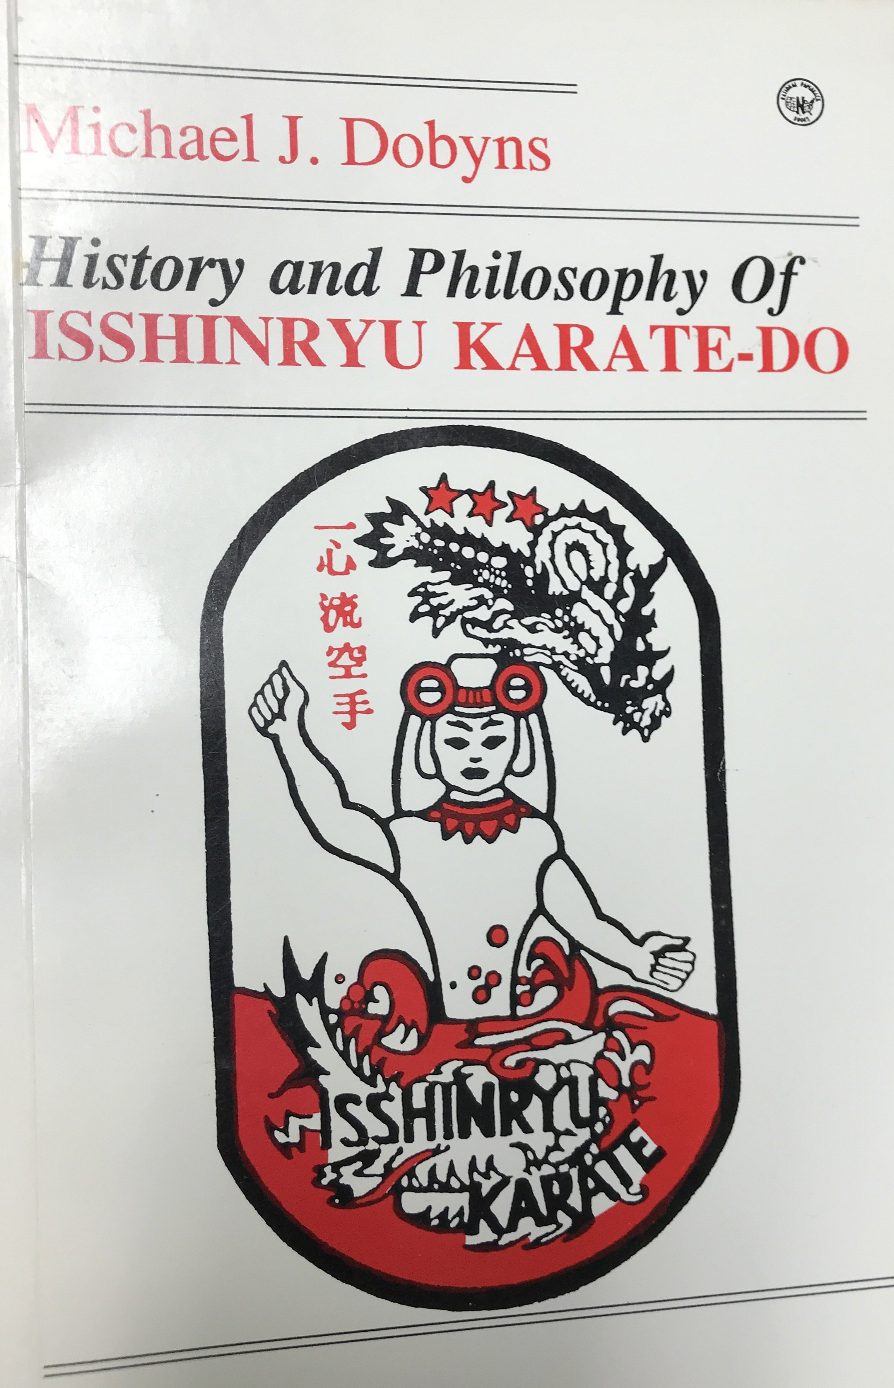 Michael J. Dobyns
N
History and Philosophy Of
ISSHINRYU KARATE-DO
一心流空手
ISSHINRYU
KARATE